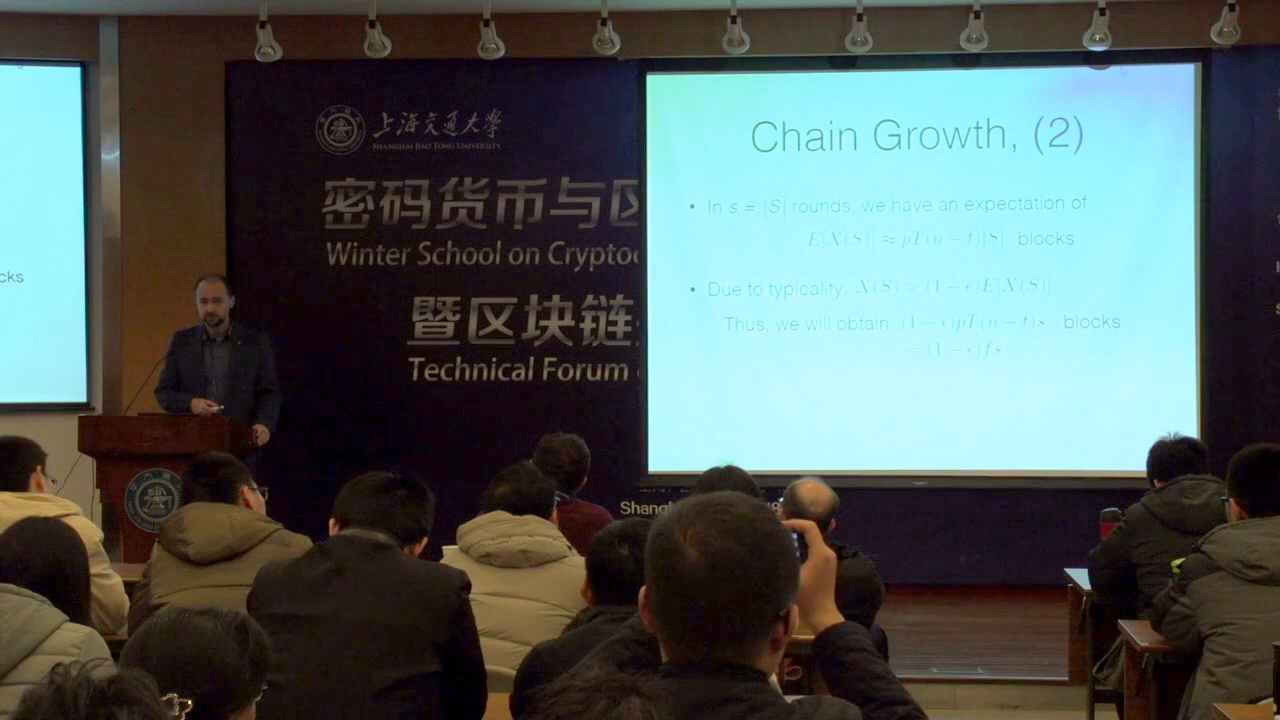 cks
上海交通大學
SHANGHAI JIAO TONG UNIVERSITY
密码货币与区
Winter School on Cryptoc
暨区块链
Technical Forum
Shangh
Chain Growth, (2)
• In s = |S| rounds, we have an expectation of
E[X(S)] ≈ pT(n − t)|S| blocks
• Due to typicality, X(S) > (1 − ϵ)E[X(S)]
Thus, we will obtain (1 − ϵ)pT(n − t)s blocks
= (1 − ϵ)fs